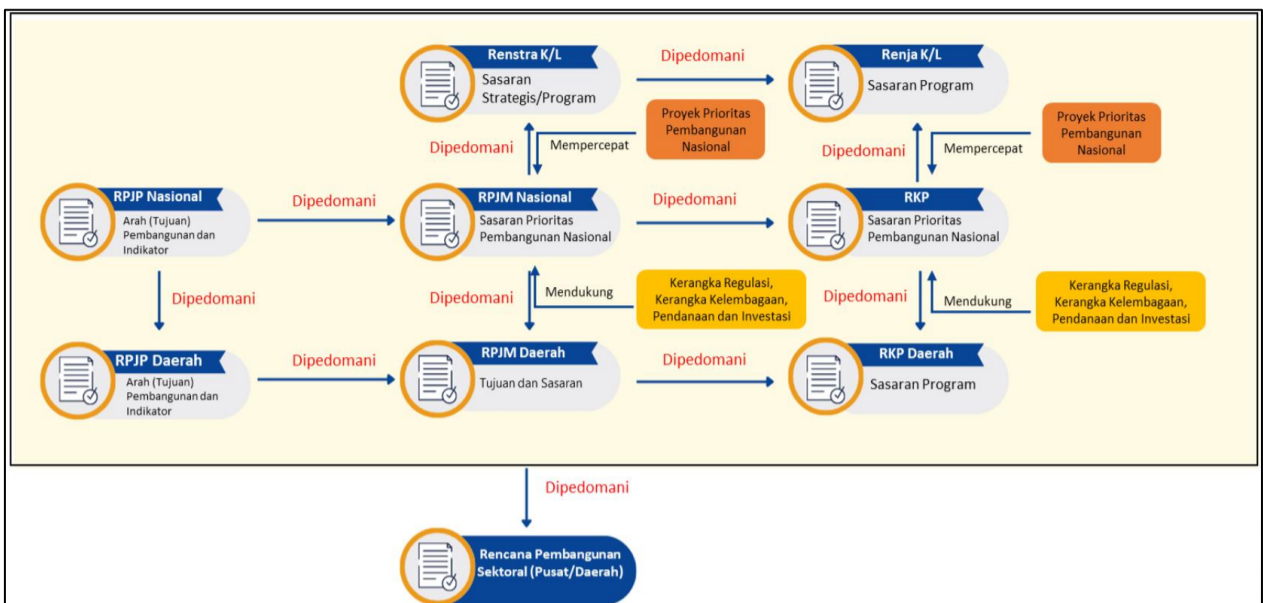 Renstra K/L
Sasaran
Strategis/Program
Dipedomani
Renja K/L
Sasaran Program
Dipedomani
Mempercepat
Proyek Prioritas
Pembangunan
Nasional
Dipedomani
Mempercepat
Proyek Prioritas
Pembangunan
Nasional
RPJP Nasional
Arah (Tujuan)
Pembangunan dan
Indikator
Dipedomani
RPJM Nasional
Sasaran Prioritas
Pembangunan Nasional
Dipedomani
RKP
Sasaran Prioritas
Pembangunan Nasional
Dipedomani
Dipedomani
Mendukung
Kerangka Regulasi,
Kerangka Kelembagaan,
Pendanaan dan Investasi
Dipedomani
Mendukung
Kerangka Regulasi,
Kerangka Kelembagaan,
Pendanaan dan Investasi
RPJP Daerah
Arah (Tujuan)
Pembangunan dan
Indikator
Dipedomani
RPJM Daerah
Tujuan dan Sasaran
Dipedomani
RKP Daerah
Sasaran Program
Dipedomani
Rencana Pembangunan
Sektoral (Pusat/Daerah)